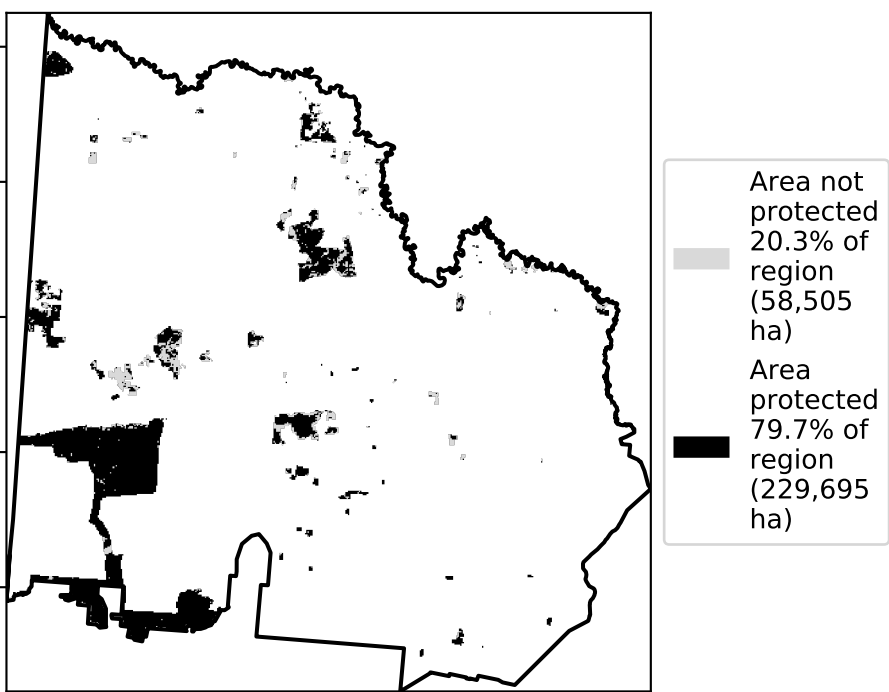 Area not
protected
20.3% of
region
(58,505
ha)
Area
protected
79.7% of
region
(229,695
ha)